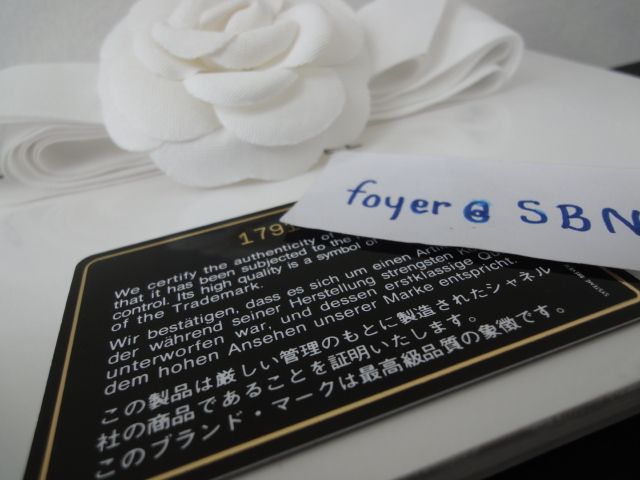 foyer@ SBN
1791
We certify the authenticity of
that it has been subjected to the
control. Its high quality is a symbol of
of the Trademark.
Wir bestätigen, dass es sich um einen
der während seiner Herstellung strengsten
unterworfen war, und dessen erstklassige
dem hohen Ansehen unserer Marke entspricht.
この製品は厳しい管理のもとに製造されたシャネル
社の商品であることを証明いたします。
このブランド・マークは最高級品質の象徴です。